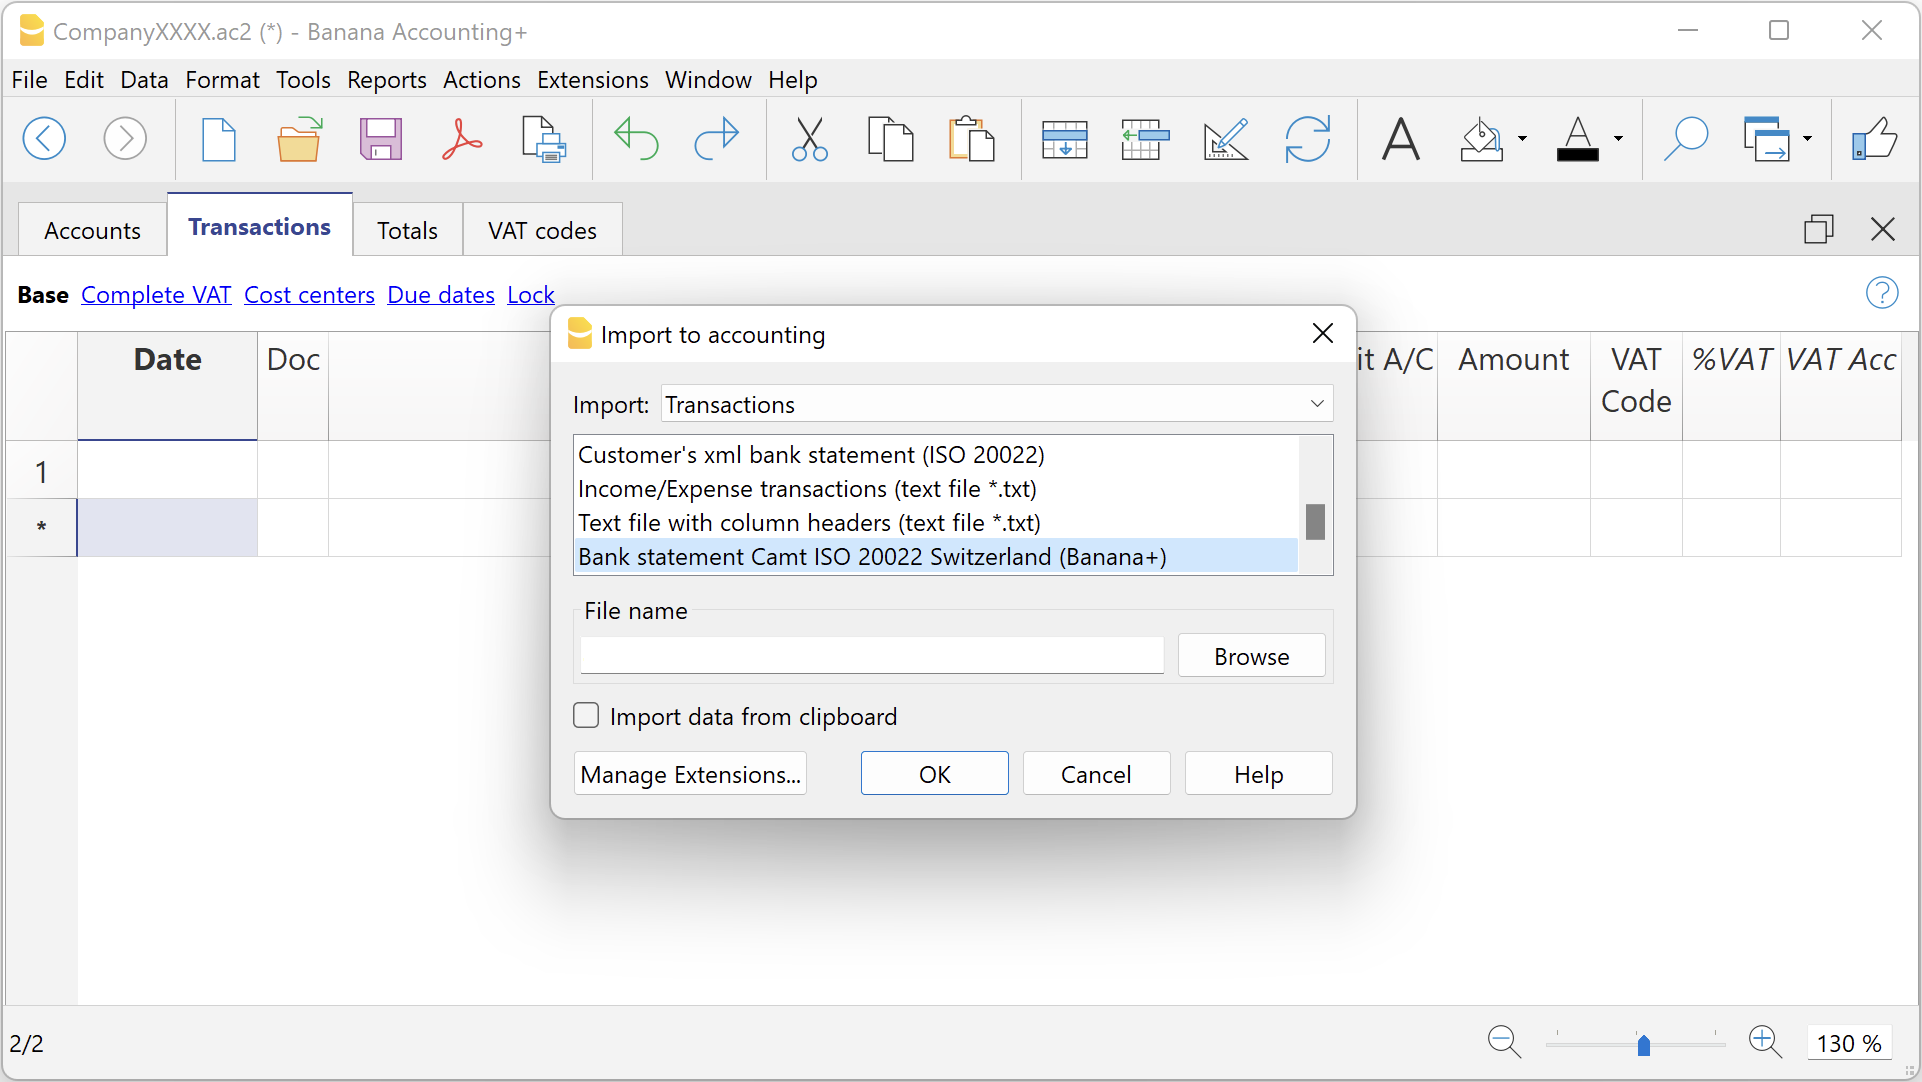 CompanyXXXX.ac2 (*) - Banana Accounting+
File Edit Data Format Tools Reports Actions Extensions Window Help
Accounts Transactions Totals VAT codes
Base Complete VAT Cost centers Due dates Lock
Date Doc it A/C Amount VAT Code %VAT VAT Acc
1
*
Import to accounting
Import: Transactions
Customer's xml bank statement (ISO 20022)
Income/Expense transactions (text file *.txt)
Text file with column headers (text file *.txt)
Bank statement Camt ISO 20022 Switzerland (Banana+)
File name
Browse
Import data from clipboard
Manage Extensions... OK Cancel Help
2/2 130 %